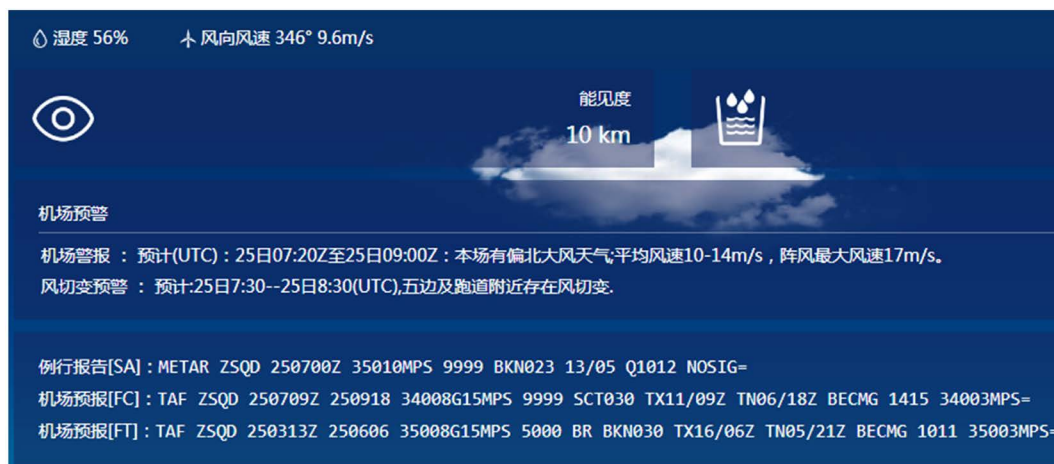 湿度 56% 风向风速 346° 9.6m/s
能见度
10 km
机场预警
机场警报 : 预计(UTC) : 25日07:20Z至25日09:00Z : 本场有偏北大风天气;平均风速10-14m/s , 阵风最大风速17m/s。
风切变预警 : 预计:25日7:30--25日8:30(UTC),五边及跑道附近存在风切变.
例行报告[SA] : METAR ZSQD 250700Z 35010MPS 9999 BKN023 13/05 Q1012 NOSIG=
机场预报[FC] : TAF ZSQD 250709Z 250918 34008G15MPS 9999 SCT030 TX11/09Z TN06/18Z BECMG 1415 34003MPS=
机场预报[FT] : TAF ZSQD 250313Z 250606 35008G15MPS 5000 BR BKN030 TX16/06Z TN05/21Z BECMG 1011 35003MPS=